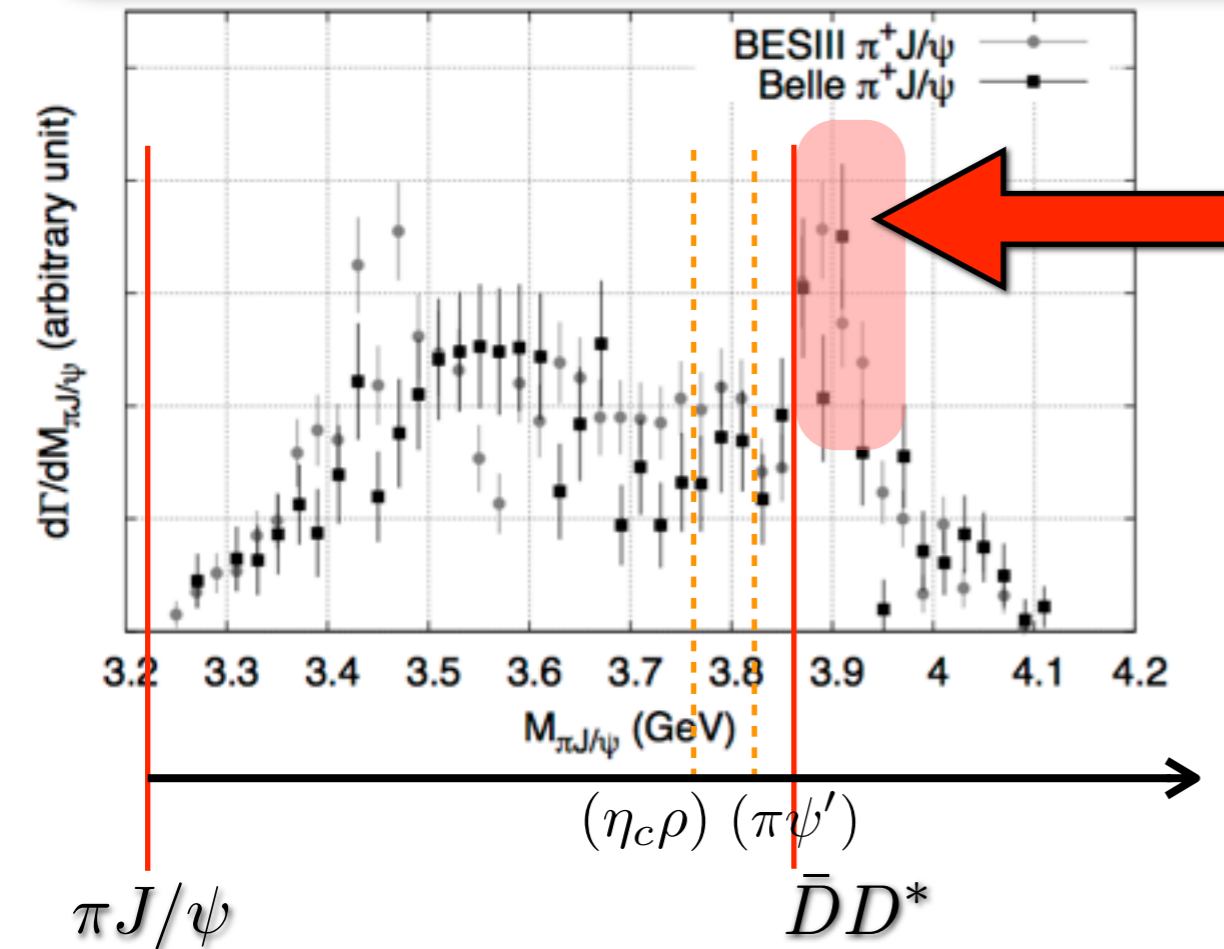 BESIII π⁺J/ψ
Belle π⁺J/ψ
dΓ/dM_πJ/ψ (arbitrary unit)
3.2 3.3 3.4 3.5 3.6 3.7 3.8 3.9 4 4.1 4.2
M_πJ/ψ (GeV)
(η_c ρ) (πψ′)
πJ/ψ D̄D*